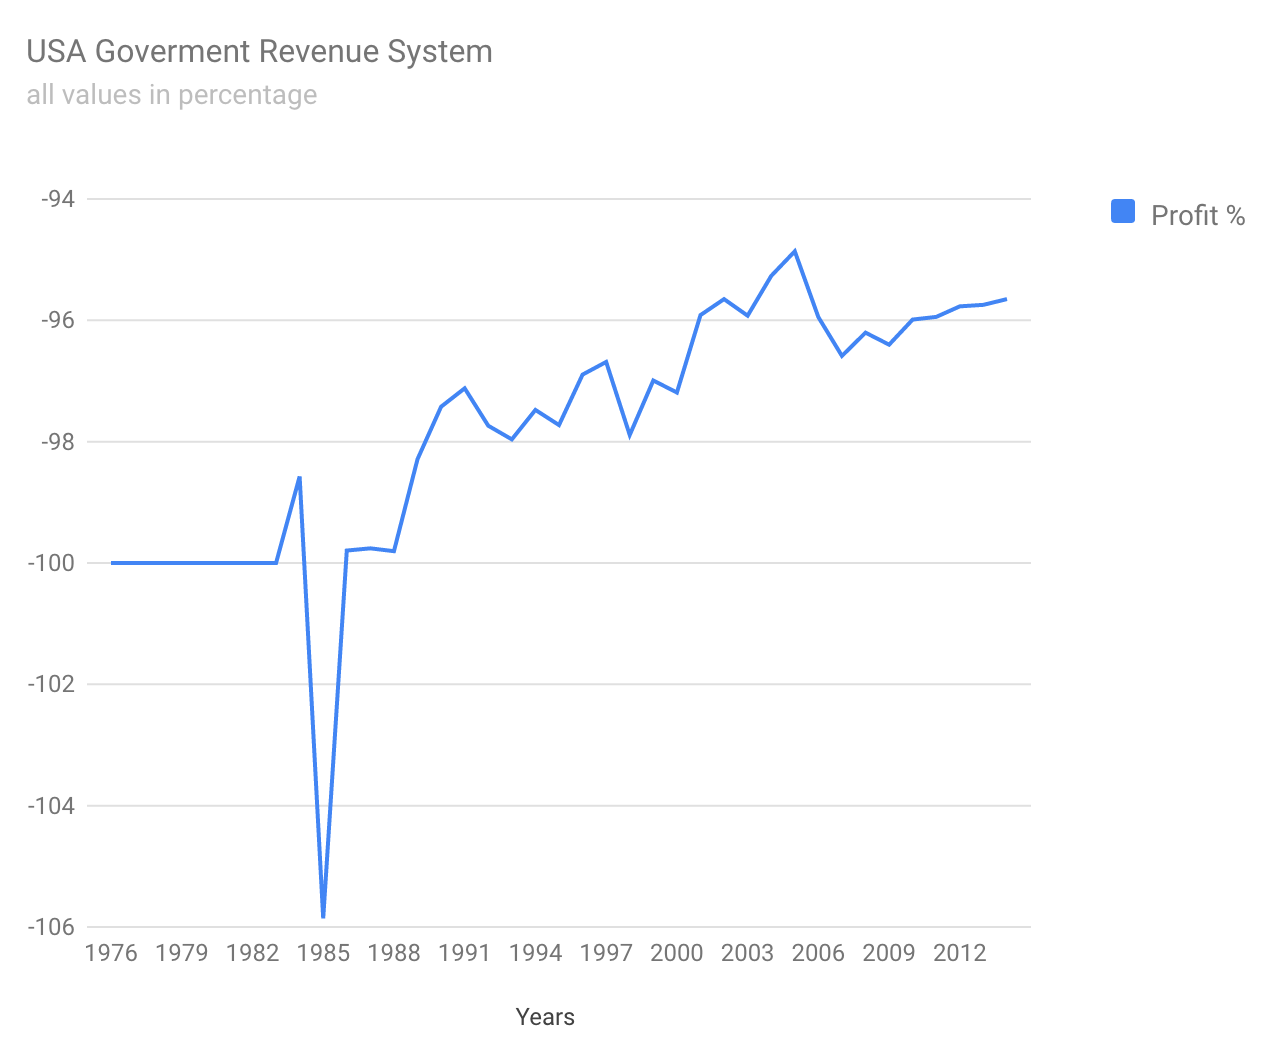 USA Goverment Revenue System
all values in percentage
-94
Profit %
-96
-98
-100
-102
-104
-106
1976 1979 1982 1985 1988 1991 1994 1997 2000 2003 2006 2009 2012
Years